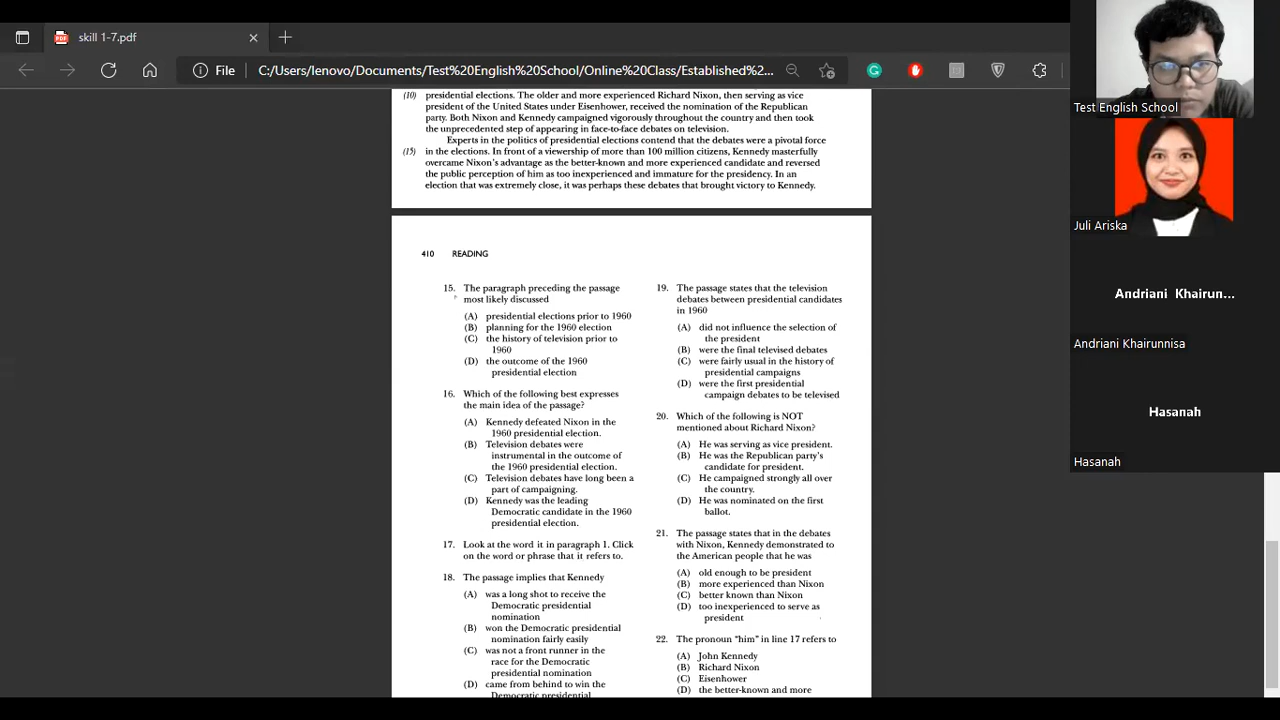 skill 1-7.pdf
File
C:/Users/lenovo/Documents/Test%20English%20School/Online%20Class/Established%2...
(10) presidential elections. The older and more experienced Richard Nixon, then serving as vice
president of the United States under Eisenhower, received the nomination of the Republican
party. Both Nixon and Kennedy campaigned vigorously throughout the country and then took
the unprecedented step of appearing in face-to-face debates on television.
Experts in the politics of presidential elections contend that the debates were a pivotal force
(15) in the elections. In front of a viewership of more than 100 million citizens, Kennedy masterfully
overcame Nixon's advantage as the better-known and more experienced candidate and reversed
the public perception of him as too inexperienced and immature for the presidency. In an
election that was extremely close, it was perhaps these debates that brought victory to Kennedy.
410 READING
15. The paragraph preceding the passage
most likely discussed
(A) presidential elections prior to 1960
(B) planning for the 1960 election
(C) the history of television prior to
1960
(D) the outcome of the 1960
presidential election
16. Which of the following best expresses
the main idea of the passage?
(A) Kennedy defeated Nixon in the
1960 presidential election.
(B) Television debates were
instrumental in the outcome of
the 1960 presidential election.
(C) Television debates have long been a
part of campaigning.
(D) Kennedy was the leading
Democratic candidate in the 1960
presidential election.
17. Look at the word it in paragraph 1. Click
on the word or phrase that it refers to.
18. The passage implies that Kennedy
(A) was a long shot to receive the
Democratic presidential
nomination
(B) won the Democratic presidential
nomination fairly easily
(C) was not a front runner in the
race for the Democratic
presidential nomination
(D) came from behind to win the
Democratic presidential
19. The passage states that the television
debates between presidential candidates
in 1960
(A) did not influence the selection of
the president
(B) were the final televised debates
(C) were fairly usual in the history of
presidential campaigns
(D) were the first presidential
campaign debates to be televised
20. Which of the following is NOT
mentioned about Richard Nixon?
(A) He was serving as vice president.
(B) He was the Republican party's
candidate for president.
(C) He campaigned strongly all over
the country.
(D) He was nominated on the first
ballot.
21. The passage states that in the debates
with Nixon, Kennedy demonstrated to
the American people that he was
(A) old enough to be president
(B) more experienced than Nixon
(C) better known than Nixon
(D) too inexperienced to serve as
president
22. The pronoun "him" in line 17 refers to
(A) John Kennedy
(B) Richard Nixon
(C) Eisenhower
(D) the better-known and more
Test English School
Juli Ariska
Andriani Khairun...
Andriani Khairunnisa
Hasanah
Hasanah